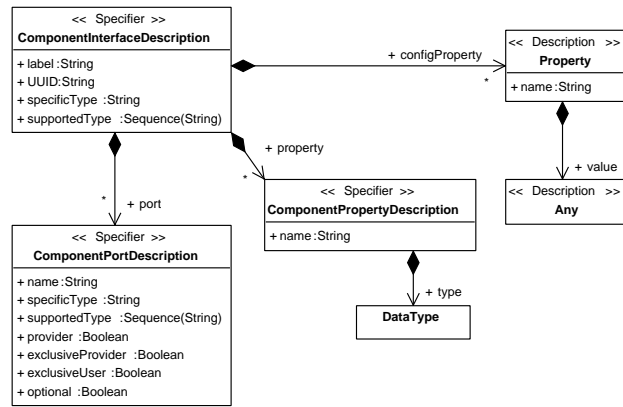 << Specifier >>
ComponentInterfaceDescription
+ label:String
+ UUID:String
+ specificType :String
+ supportedType :Sequence(String)
+ configProperty
*
<< Description >>
Property
+ name:String
+ property
*
+ value
<< Description >>
Any
* + port
<< Specifier >>
ComponentPropertyDescription
+ name:String
+ type
DataType
<< Specifier >>
ComponentPortDescription
+ name:String
+ specificType :String
+ supportedType :Sequence(String)
+ provider :Boolean
+ exclusiveProvider :Boolean
+ exclusiveUser :Boolean
+ optional :Boolean